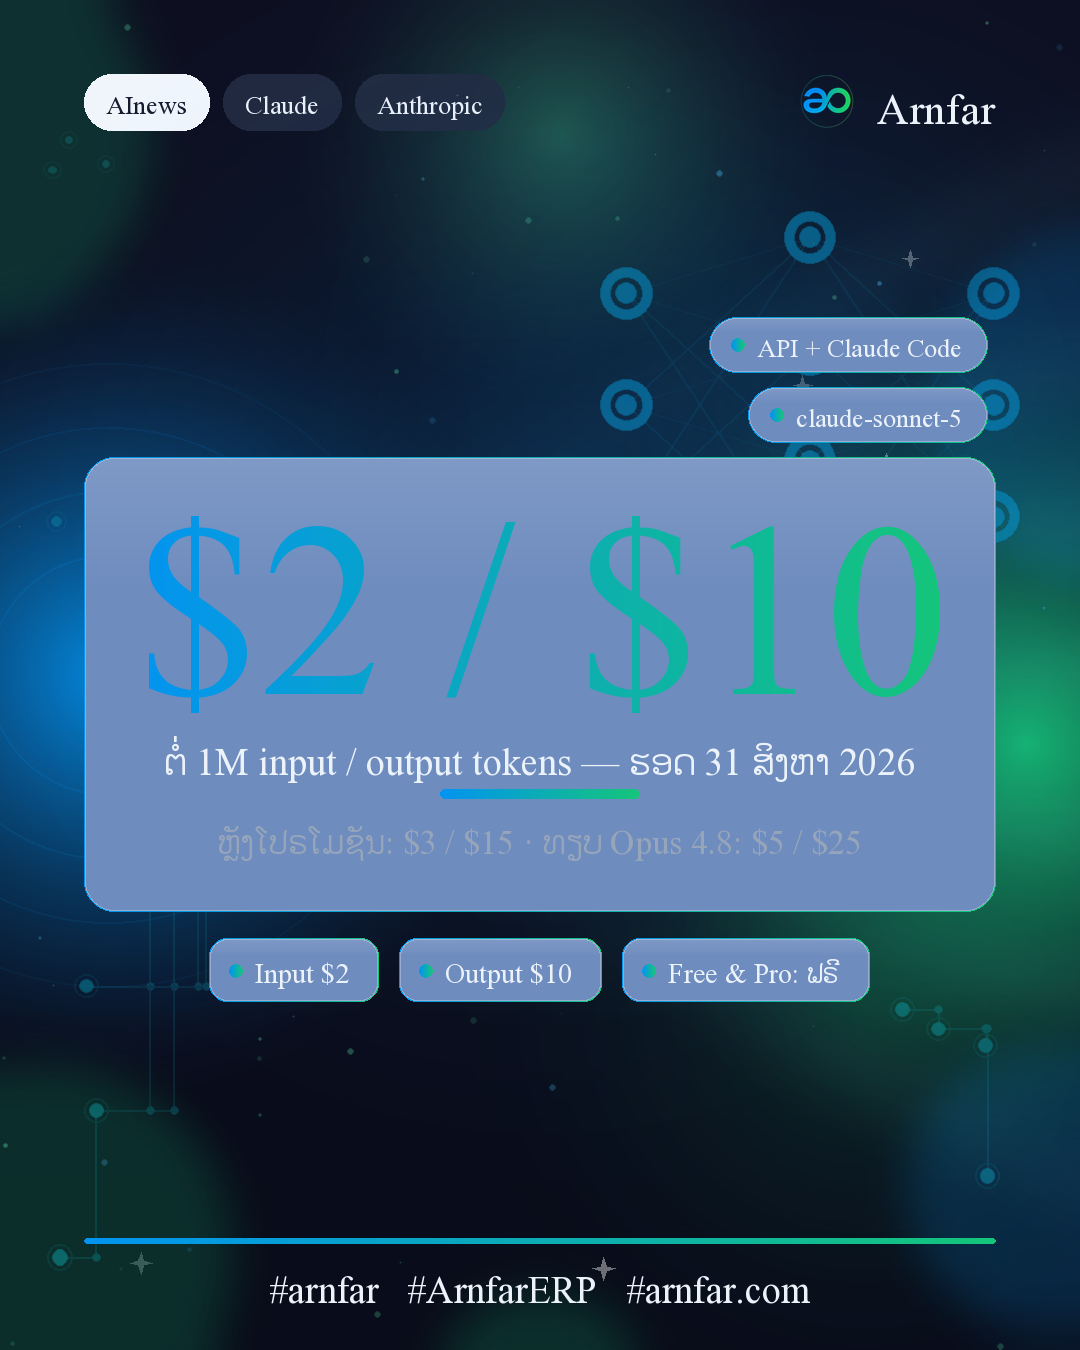 AInews
Claude
Anthropic
Arnfar
API + Claude Code
claude-sonnet-5
$2 / $10
ຕໍ່ 1M input / output tokens — ຮອດ 31 ສິງຫາ 2026
ຫຼັງໂປຣໂມຊັນ: $3 / $15 · ທຽບ Opus 4.8: $5 / $25
Input $2
Output $10
Free & Pro: ຟຣີ
#arnfar #ArnfarERP #arnfar.com